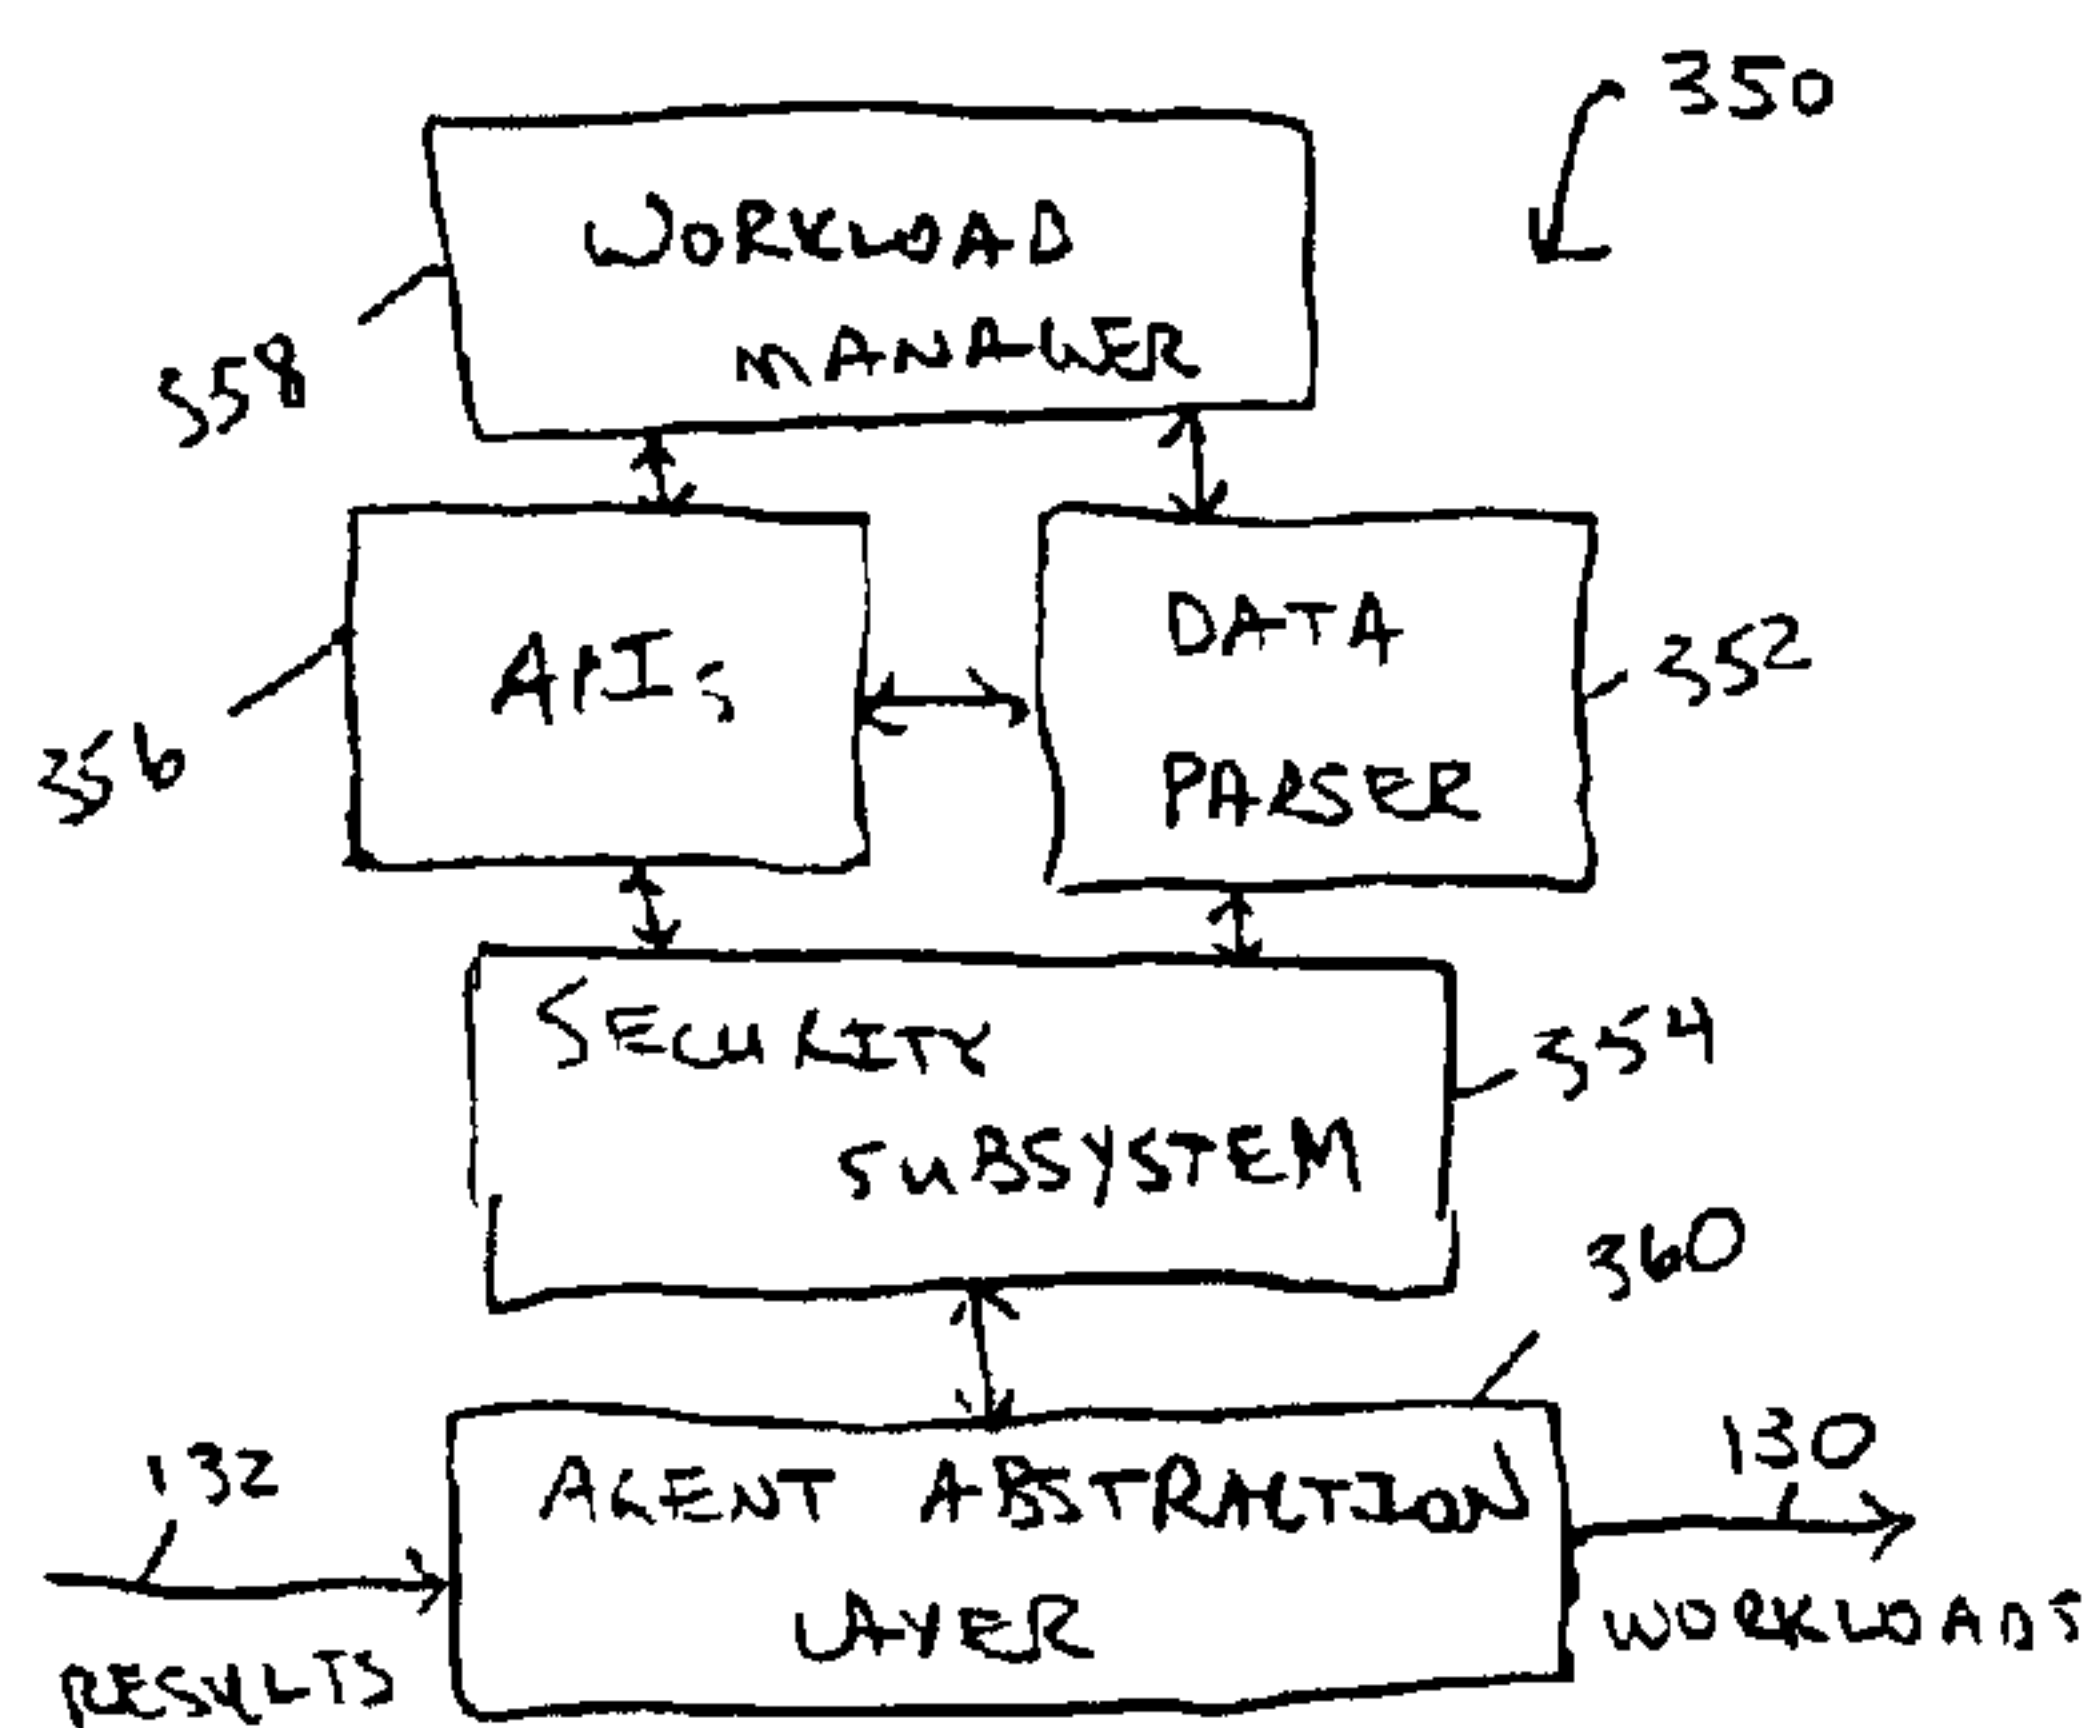 350
WORKLOAD
MANAGER
358
APIs
DATA
PARSER
352
356
SECURITY
SUBSYSTEM
354
360
AGENT ABSTRACTION
LAYER
132
RESULTS
130
WORKLOADS